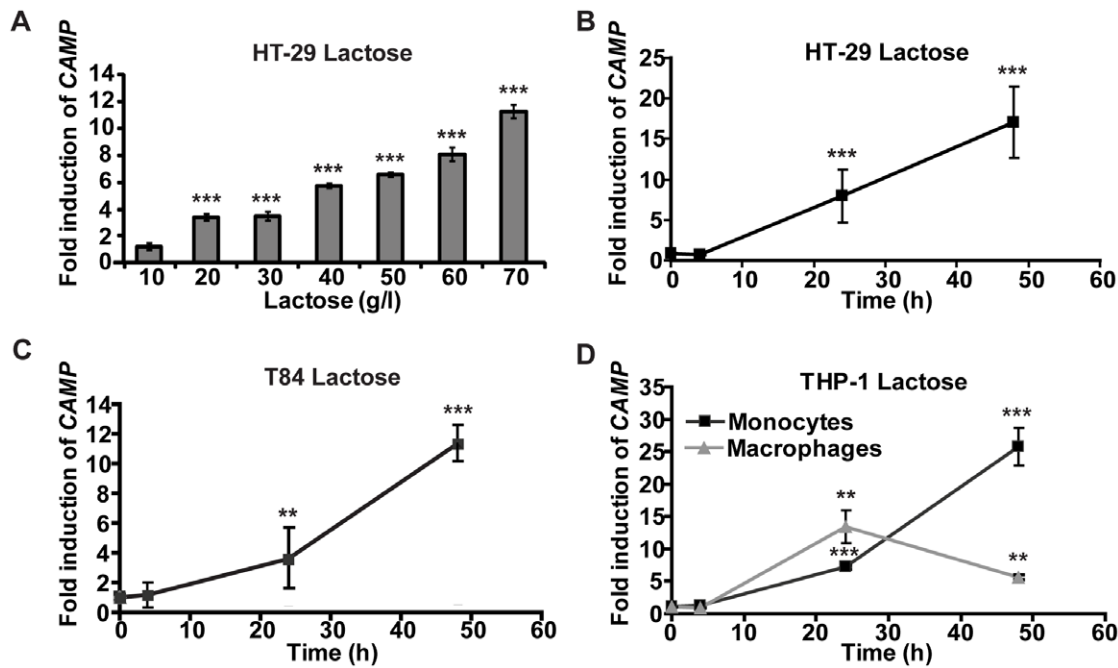 A
HT-29 Lactose
Fold induction of CAMP
14
12
10
8
6
4
2
0
***
***
***
***
***
***
10 20 30 40 50 60 70
Lactose (g/l)
B
HT-29 Lactose
Fold induction of CAMP
25
20
15
10
5
0
***
***
0 10 20 30 40 50 60
Time (h)
C
T84 Lactose
Fold induction of CAMP
14
12
10
8
6
4
2
0
**
***
0 20 40 60
Time (h)
D
THP-1 Lactose
Fold induction of CAMP
35
30
25
20
15
10
5
0
Monocytes
Macrophages
***
**
***
**
0 10 20 30 40 50 60
Time (h)